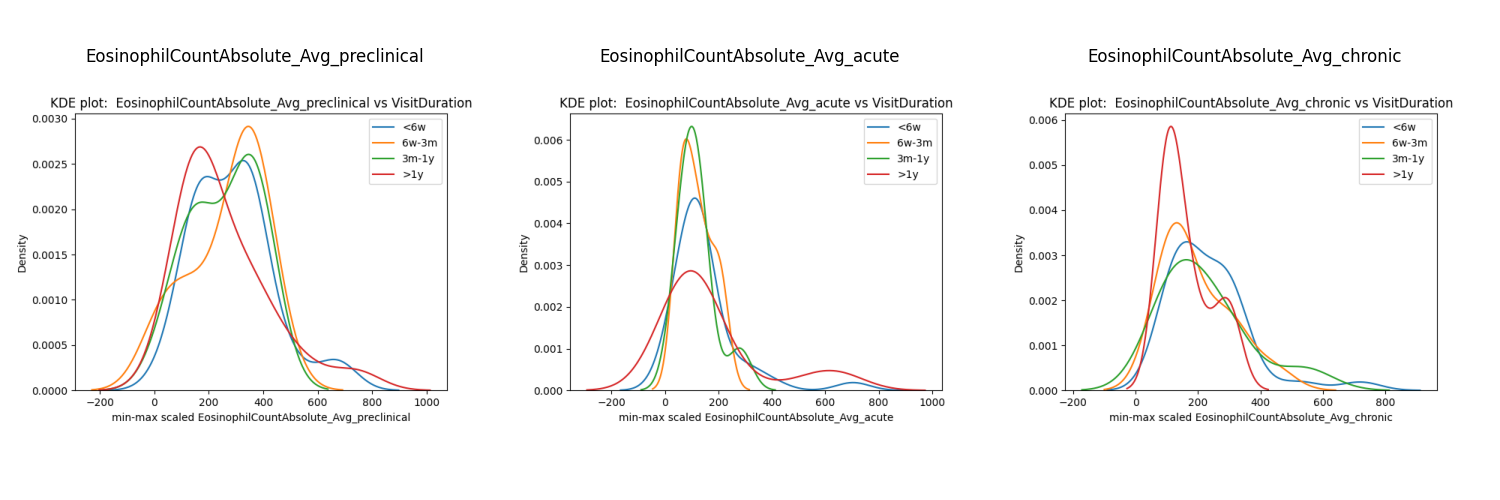 EosinophilCountAbsolute_Avg_preclinical
KDE plot:  EosinophilCountAbsolute_Avg_preclinical vs VisitDuration
<6w
6w-3m
3m-1y
>1y
0.0030
0.0025
0.0020
0.0015
0.0010
0.0005
0.0000
Density
−200 0 200 400 600 800 1000
min-max scaled EosinophilCountAbsolute_Avg_preclinical
EosinophilCountAbsolute_Avg_acute
KDE plot:  EosinophilCountAbsolute_Avg_acute vs VisitDuration
<6w
6w-3m
3m-1y
>1y
0.006
0.005
0.004
0.003
0.002
0.001
0.000
Density
−200 0 200 400 600 800 1000
min-max scaled EosinophilCountAbsolute_Avg_acute
EosinophilCountAbsolute_Avg_chronic
KDE plot:  EosinophilCountAbsolute_Avg_chronic vs VisitDuration
<6w
6w-3m
3m-1y
>1y
0.006
0.005
0.004
0.003
0.002
0.001
0.000
Density
−200 0 200 400 600 800
min-max scaled EosinophilCountAbsolute_Avg_chronic